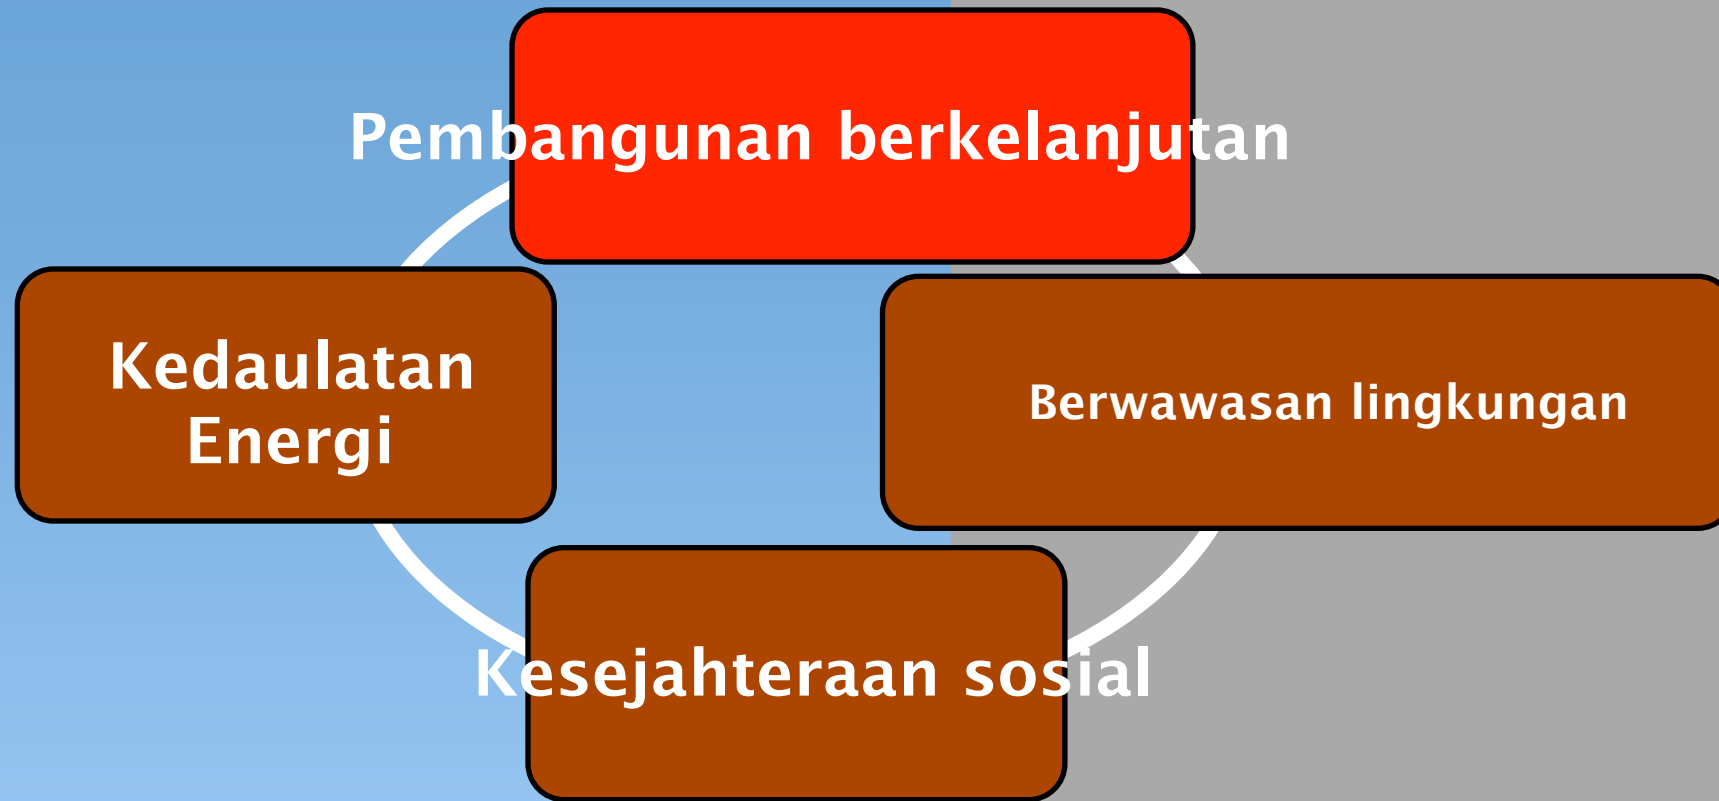 Pembangunan berkelanjutan
Kedaulatan
Energi
Berwawasan lingkungan
Kesejahteraan sosial